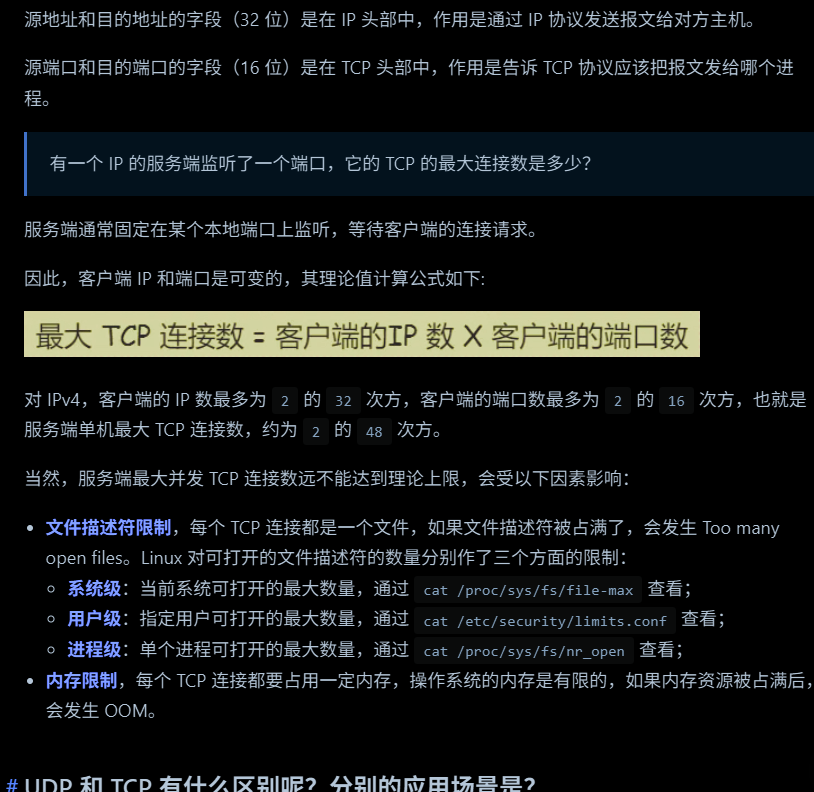 源地址和目的地址的字段（32 位）是在 IP 头部中，作用是通过 IP 协议发送报文给对方主机。
源端口和目的端口的字段（16 位）是在 TCP 头部中，作用是告诉 TCP 协议应该把报文发给哪个进
程。
有一个 IP 的服务端监听了一个端口，它的 TCP 的最大连接数是多少？
服务端通常固定在某个本地端口上监听，等待客户端的连接请求。
因此，客户端 IP 和端口是可变的，其理论值计算公式如下:
最大 TCP 连接数 = 客户端的IP 数 X 客户端的端口数
对 IPv4，客户端的 IP 数最多为 2 的 32 次方，客户端的端口数最多为 2 的 16 次方，也就是
服务端单机最大 TCP 连接数，约为 2 的 48 次方。
当然，服务端最大并发 TCP 连接数远不能达到理论上限，会受以下因素影响：
• 文件描述符限制，每个 TCP 连接都是一个文件，如果文件描述符被占满了，会发生 Too many
open files。Linux 对可打开的文件描述符的数量分别作了三个方面的限制：
◦ 系统级：当前系统可打开的最大数量，通过 cat /proc/sys/fs/file-max 查看；
◦ 用户级：指定用户可打开的最大数量，通过 cat /etc/security/limits.conf 查看；
◦ 进程级：单个进程可打开的最大数量，通过 cat /proc/sys/fs/nr_open 查看；
• 内存限制，每个 TCP 连接都要占用一定内存，操作系统的内存是有限的，如果内存资源被占满后，
会发生 OOM。
# UDP 和 TCP 有什么区别呢？分别的应用场景是？